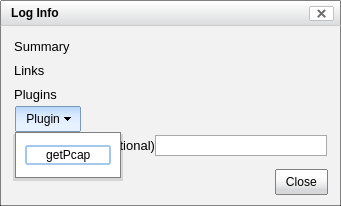 Log Info
Summary
Links
Plugins
Plugin
tional)
getPcap
Close